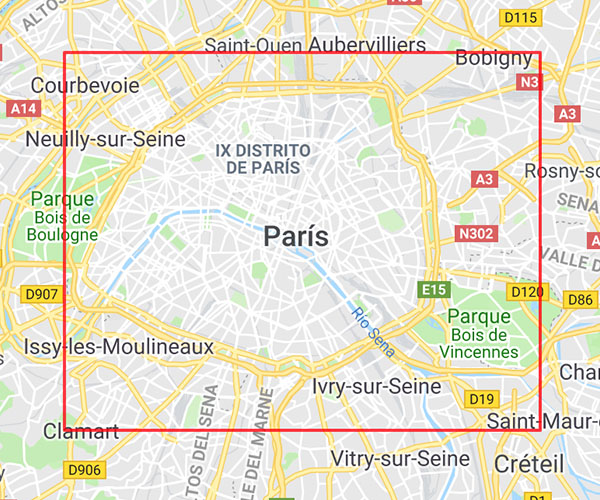 ALTOS
D115
Saint-Ouen
Aubervilliers
Bobigny
Courbevoie
N3
A14
A3
Neuilly-sur-Seine
IX DISTRITO
DE PARÍS
Rosny-so
A3
Parque
Bois de
Boulogne
SENA
París
N302
A
VALLE D
E15
D907
D120
D86
Río Sena
Parque
Bois de
Vincennes
Issy-les-Moulineaux
Ivry-sur-Seine
Cha
D19
ALTOS DEL SENA
LE DEL MARNE
Saint-Maur-d
Clamart
Vitry-sur-Seine
Créteil
D906
D1